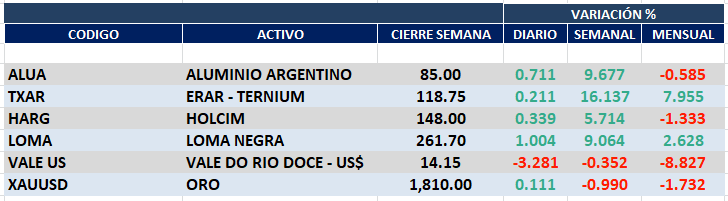 VARIACIÓN %
CODIGO ACTIVO CIERRE SEMANA DIARIO SEMANAL MENSUAL
ALUA ALUMINIO ARGENTINO 85.00 0.711 9.677 -0.585
TXAR ERAR - TERNIUM 118.75 0.211 16.137 7.955
HARG HOLCIM 148.00 0.339 5.714 -1.333
LOMA LOMA NEGRA 261.70 1.004 9.064 2.628
VALE US VALE DO RIO DOCE - US$ 14.15 -3.281 -0.352 -8.827
XAUUSD ORO 1,810.00 0.111 -0.990 -1.732